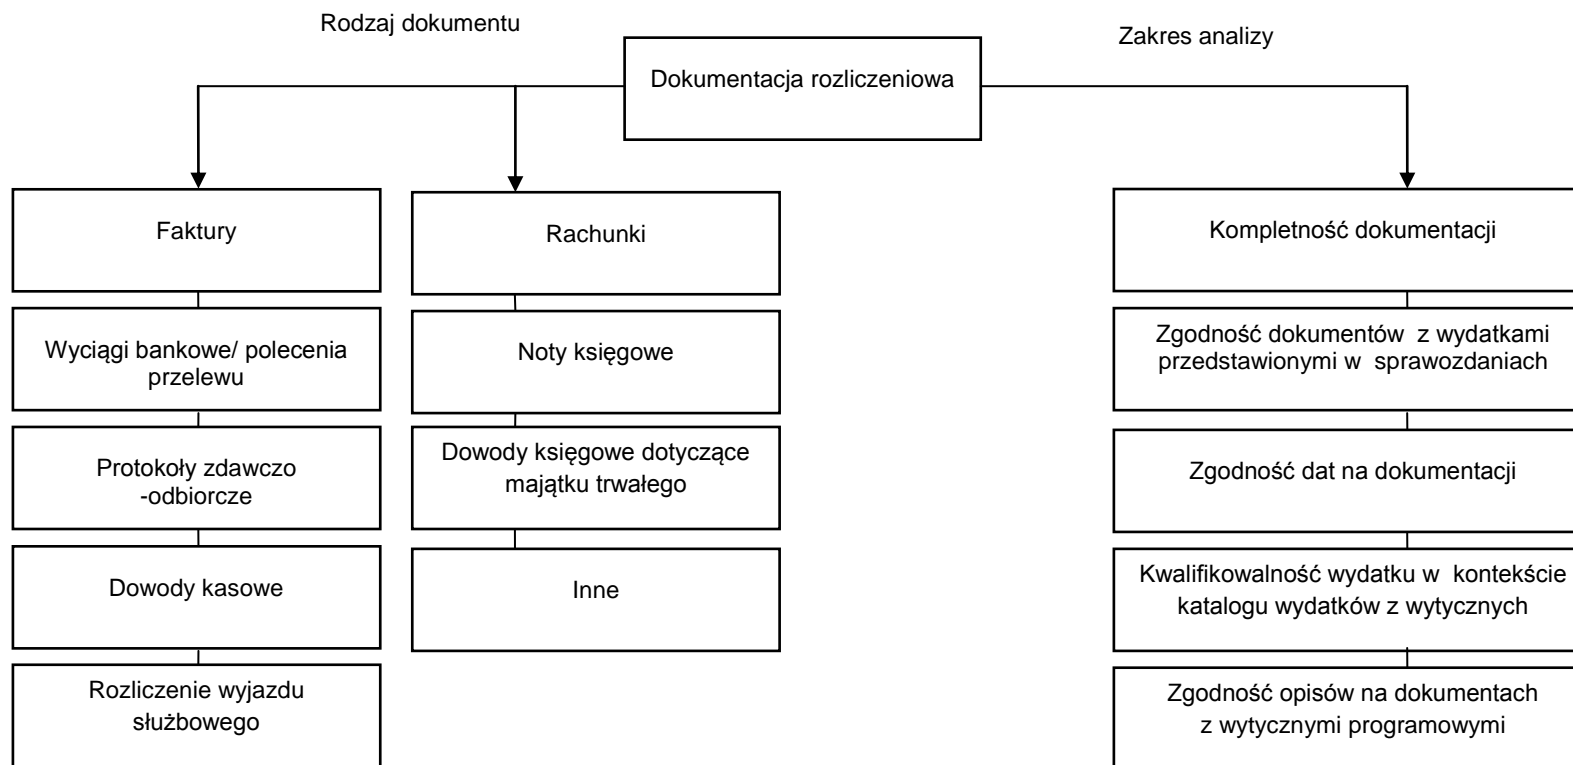 Rodzaj dokumentu
Zakres analizy
Dokumentacja rozliczeniowa
Faktury
Wyciągi bankowe/ polecenia
przelewu
Protokoły zdawczo
-odbiorcze
Dowody kasowe
Rozliczenie wyjazdu
służbowego
Rachunki
Noty księgowe
Dowody księgowe dotyczące
majątku trwałego
Inne
Kompletność dokumentacji
Zgodność dokumentów z wydatkami
przedstawionymi w sprawozdaniach
Zgodność dat na dokumentacji
Kwalifikowalność wydatku w kontekście
katalogu wydatków z wytycznych
Zgodność opisów na dokumentach
z wytycznymi programowymi